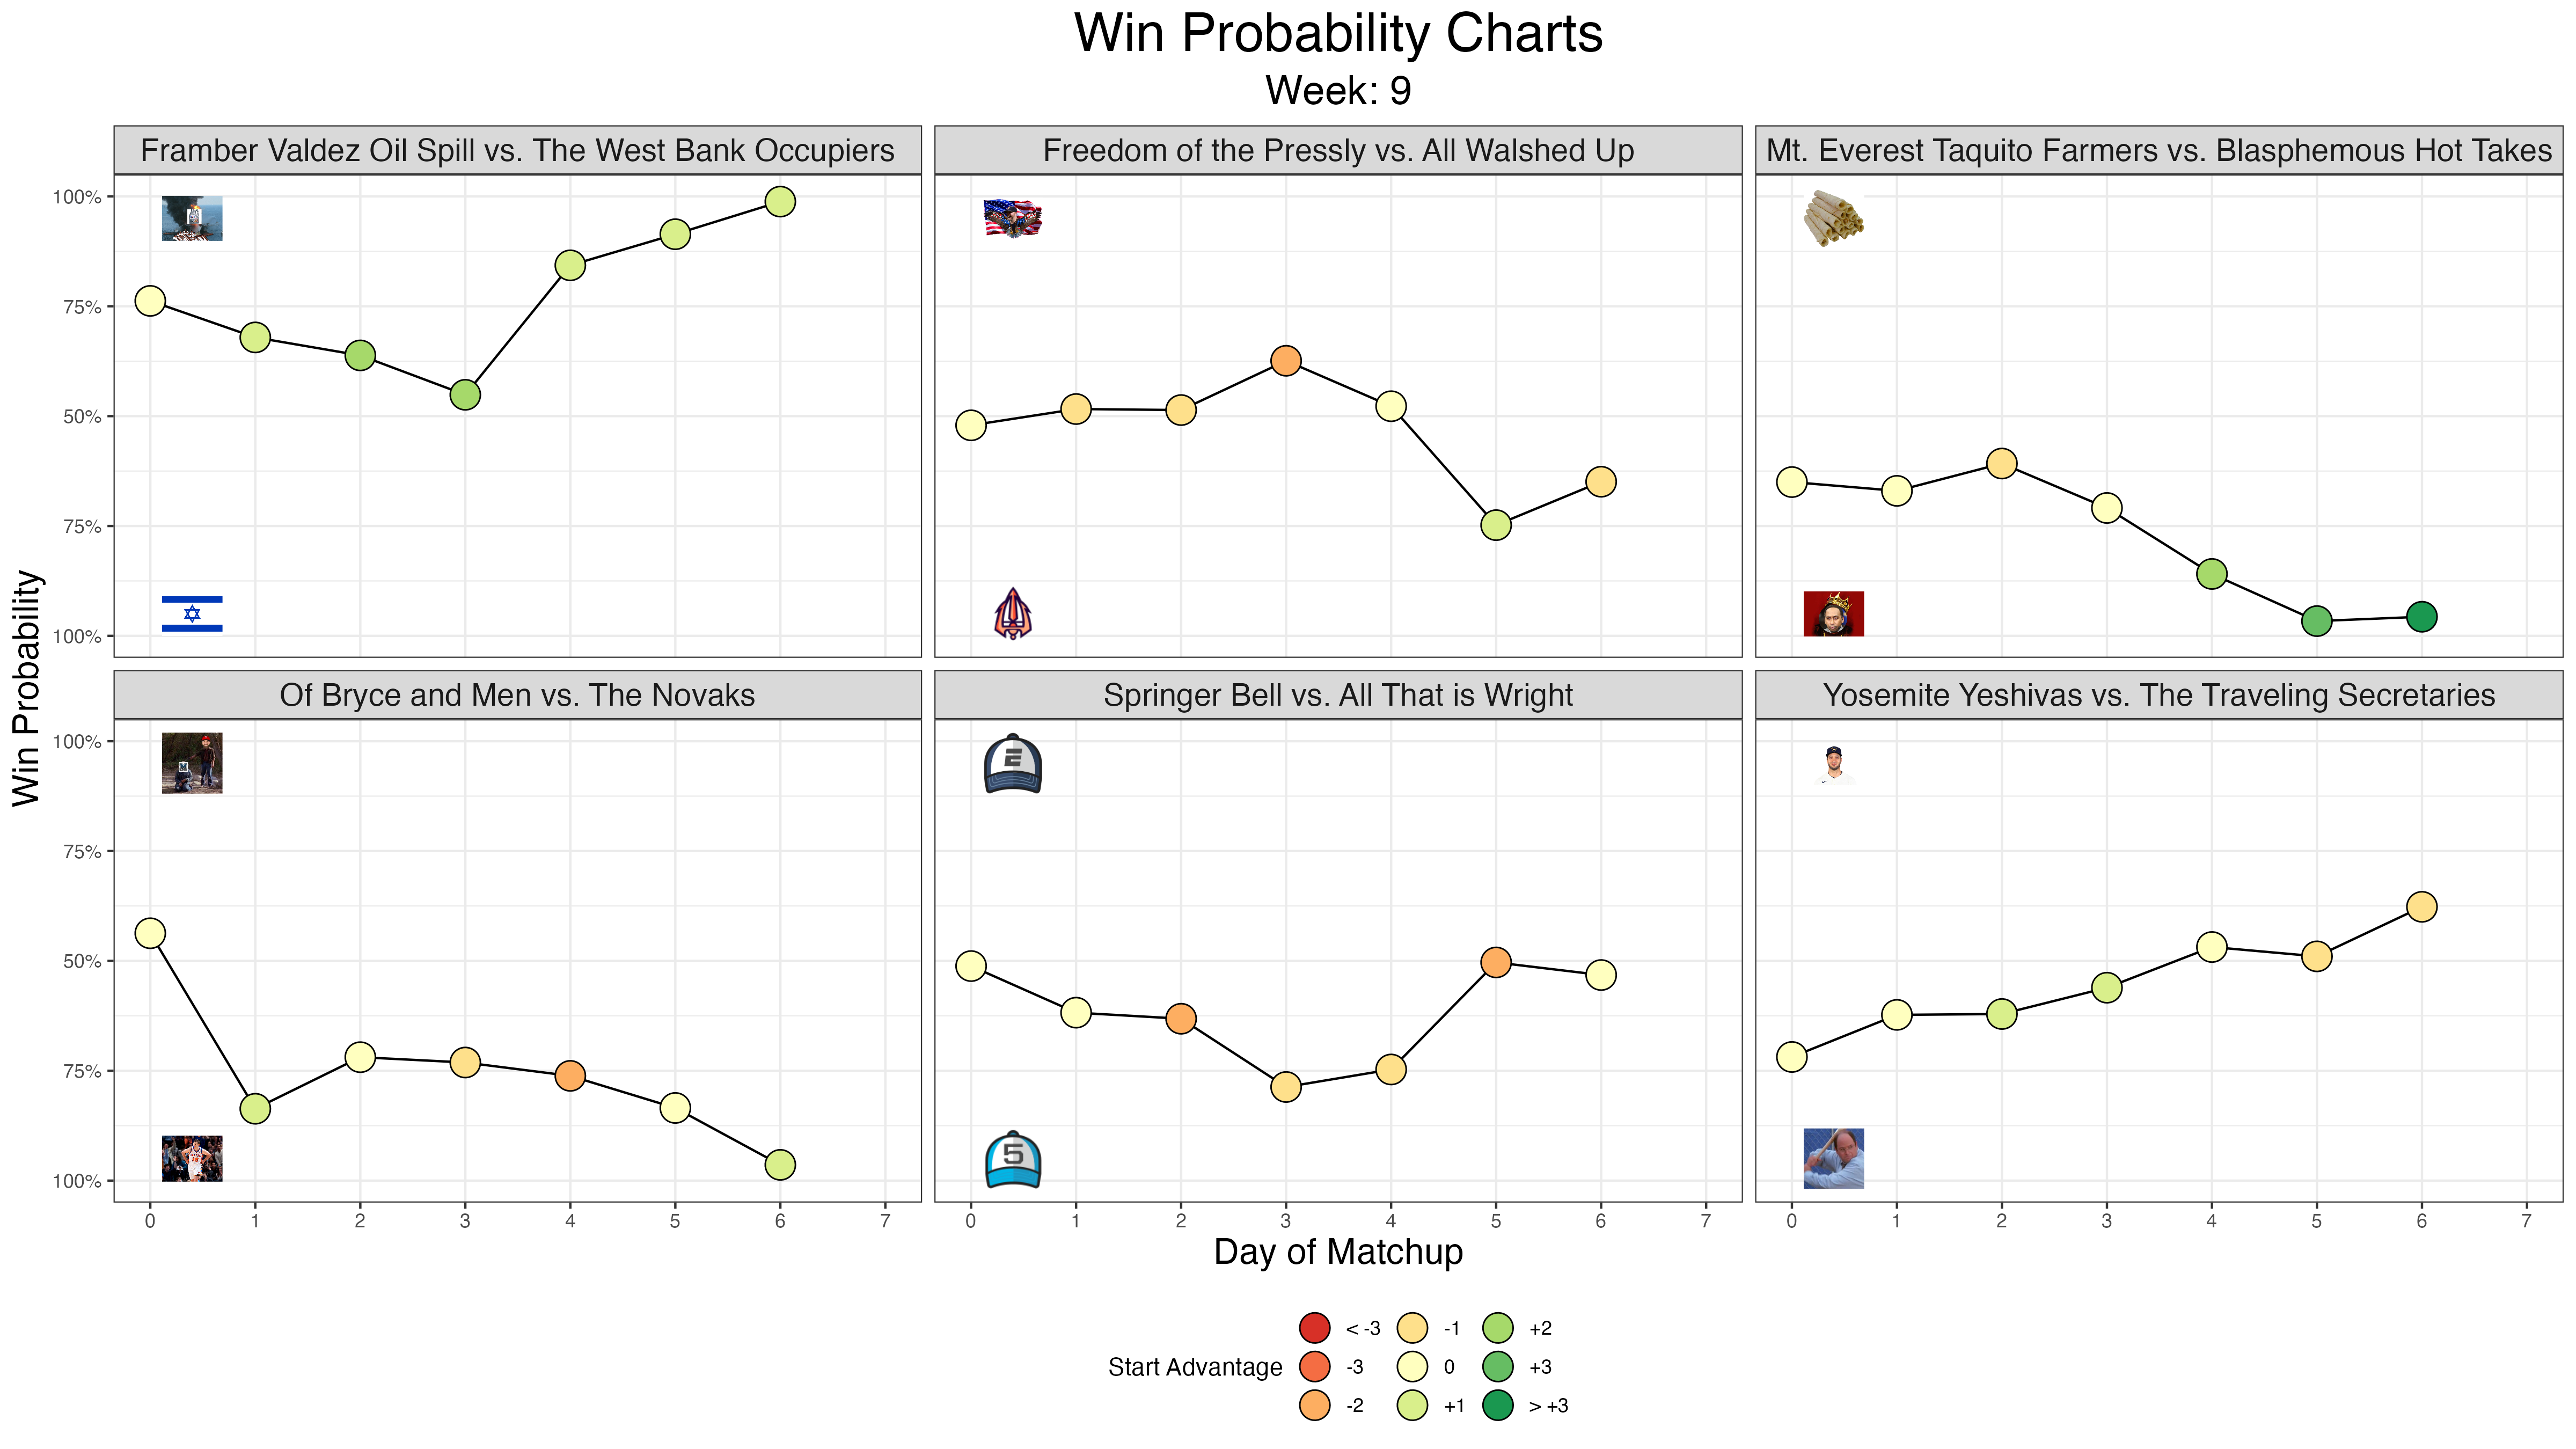 Win Probability Charts
Week: 9
Framber Valdez Oil Spill vs. The West Bank Occupiers
Freedom of the Pressly vs. All Walshed Up
Mt. Everest Taquito Farmers vs. Blasphemous Hot Takes
100%
75%
50%
75%
100%
Win Probability
Of Bryce and Men vs. The Novaks
Springer Bell vs. All That is Wright
Yosemite Yeshivas vs. The Traveling Secretaries
100%
75%
50%
75%
100%
E
5
0 1 2 3 4 5 6 7
0 1 2 3 4 5 6 7
0 1 2 3 4 5 6 7
Day of Matchup
Start Advantage
< -3 -1 +2
-3 0 +3
-2 +1 > +3